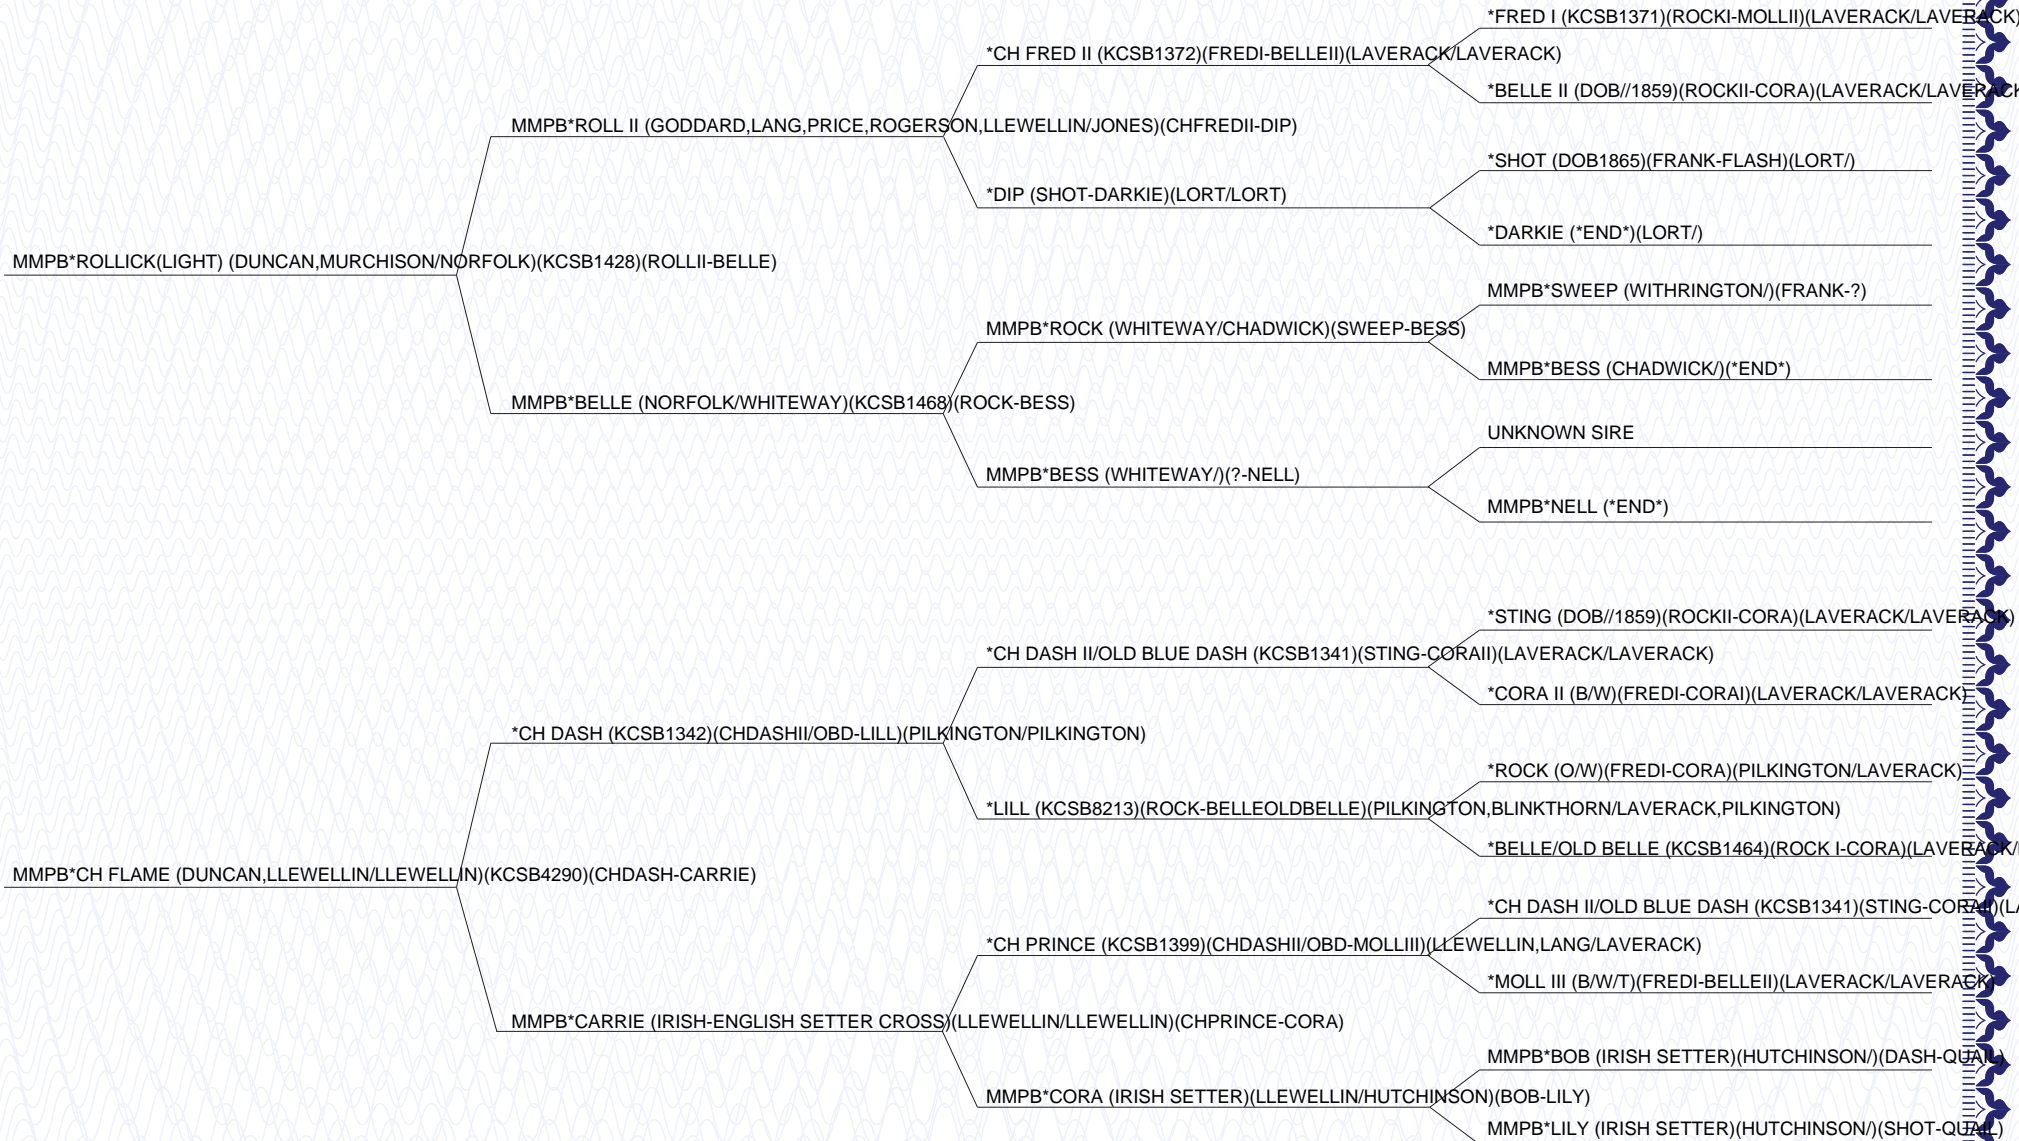 *FRED I (KCSB1371)(ROCKI-MOLLII)(LAVERACK/LAVERACK)
*CH FRED II (KCSB1372)(FREDI-BELLEII)(LAVERACK/LAVERACK)
*BELLE II (DOB//1859)(ROCKII-CORA)(LAVERACK/LAVERACK
MMPB*ROLL II (GODDARD,LANG,PRICE,ROGERSON,LLEWELLIN/JONES)(CHFREDII-DIP)
*SHOT (DOB1865)(FRANK-FLASH)(LORT/)
*DIP (SHOT-DARKIE)(LORT/LORT)
*DARKIE (*END*)(LORT/)
MMPB*ROLLICK(LIGHT) (DUNCAN,MURCHISON/NORFOLK)(KCSB1428)(ROLLII-BELLE)
MMPB*SWEEP (WITHRINGTON/)(FRANK-?)
MMPB*ROCK (WHITEWAY/CHADWICK)(SWEEP-BESS)
MMPB*BESS (CHADWICK/)(*END*)
MMPB*BELLE (NORFOLK/WHITEWAY)(KCSB1468)(ROCK-BESS)
UNKNOWN SIRE
MMPB*BESS (WHITEWAY/)(?-NELL)
MMPB*NELL (*END*)
*STING (DOB//1859)(ROCKII-CORA)(LAVERACK/LAVERACK)
*CH DASH II/OLD BLUE DASH (KCSB1341)(STING-CORAII)(LAVERACK/LAVERACK)
*CORA II (B/W)(FREDI-CORAI)(LAVERACK/LAVERACK)
*CH DASH (KCSB1342)(CHDASHII/OBD-LILL)(PILKINGTON/PILKINGTON)
*ROCK (O/W)(FREDI-CORA)(PILKINGTON/LAVERACK)
*LILL (KCSB8213)(ROCK-BELLEOLDBELLE)(PILKINGTON,BLINKTHORN/LAVERACK,PILKINGTON)
*BELLE/OLD BELLE (KCSB1464)(ROCK I-CORA)(LAVERACK/
MMPB*CH FLAME (DUNCAN,LLEWELLIN/LLEWELLIN)(KCSB4290)(CHDASH-CARRIE)
*CH DASH II/OLD BLUE DASH (KCSB1341)(STING-CORAII)(LA
*CH PRINCE (KCSB1399)(CHDASHII/OBD-MOLLIII)(LLEWELLIN,LANG/LAVERACK)
*MOLL III (B/W/T)(FREDI-BELLEII)(LAVERACK/LAVERACK)
MMPB*CARRIE (IRISH-ENGLISH SETTER CROSS)(LLEWELLIN/LLEWELLIN)(CHPRINCE-CORA)
MMPB*BOB (IRISH SETTER)(HUTCHINSON/)(DASH-QUAIL)
MMPB*CORA (IRISH SETTER)(LLEWELLIN/HUTCHINSON)(BOB-LILY)
MMPB*LILY (IRISH SETTER)(HUTCHINSON/)(SHOT-QUAIL)